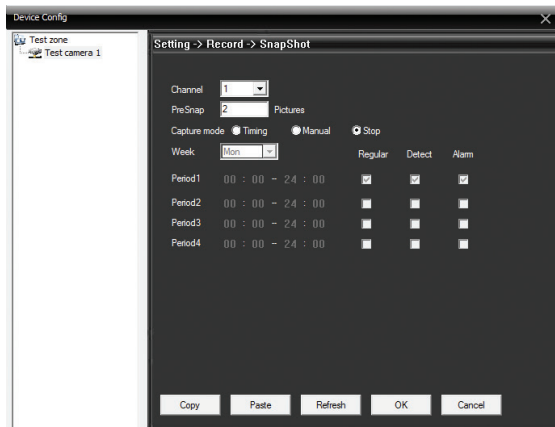 Device Config
Test zone
Test camera 1
Setting -> Record -> SnapShot
Channel 1
PreSnap 2 Pictures
Capture mode Timing Manual Stop
Week Mon Regular Detect Alarm
Period1 00 : 00 - 24 : 00
Period2 00 : 00 - 24 : 00
Period3 00 : 00 - 24 : 00
Period4 00 : 00 - 24 : 00
Copy Paste Refresh OK Cancel